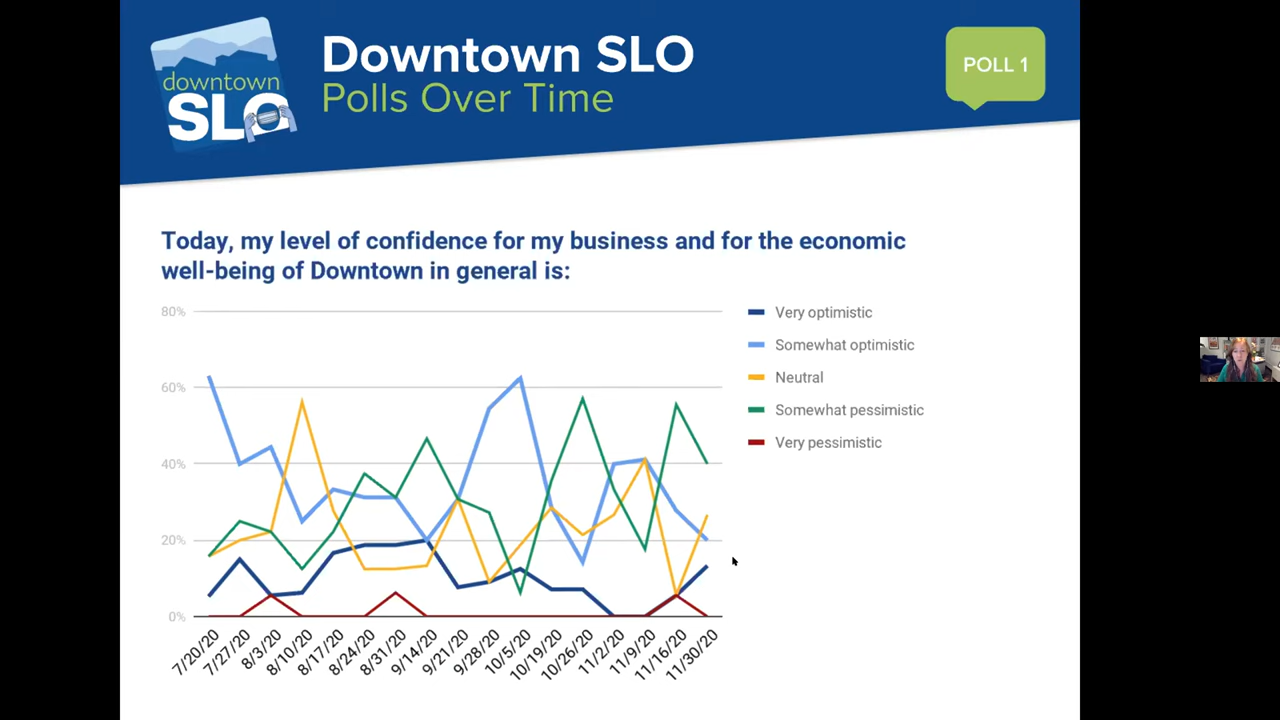 downtown
SLO
Downtown SLO
Polls Over Time
POLL 1
Today, my level of confidence for my business and for the economic
well-being of Downtown in general is:
80%
60%
40%
20%
0%
7/20/20
7/27/20
8/3/20
8/10/20
8/17/20
8/24/20
8/31/20
9/14/20
9/21/20
9/28/20
10/5/20
10/19/20
10/26/20
11/2/20
11/9/20
11/16/20
11/30/20
Very optimistic
Somewhat optimistic
Neutral
Somewhat pessimistic
Very pessimistic